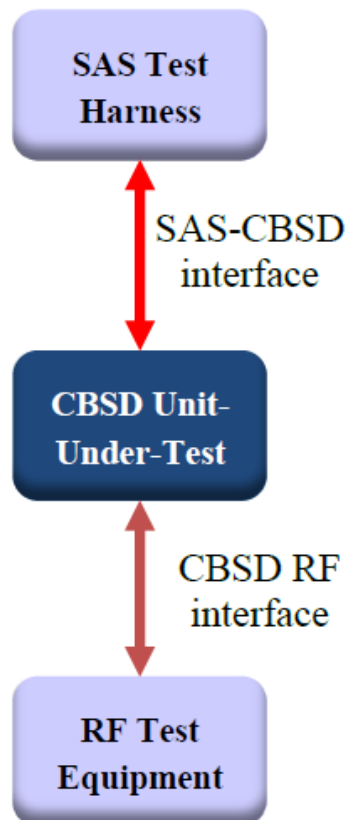 SAS Test
Harness
SAS-CBSD
interface
CBSD Unit-
Under-Test
CBSD RF
interface
RF Test
Equipment